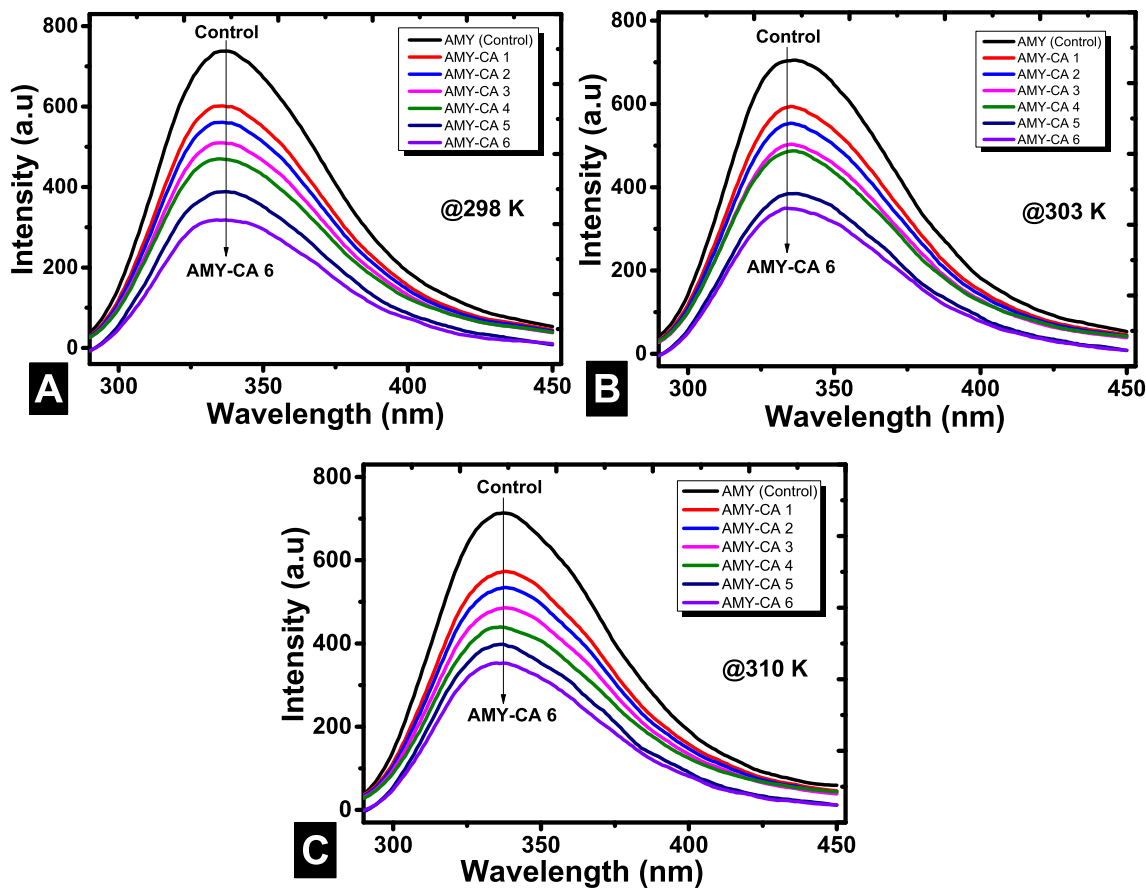 800
600
400
200
0
Intensity (a.u)
Control
AMY (Control)
AMY-CA 1
AMY-CA 2
AMY-CA 3
AMY-CA 4
AMY-CA 5
AMY-CA 6
@298 K
AMY-CA 6
300 350 400 450
Wavelength (nm)
A
800
600
400
200
0
Intensity (a.u)
Control
AMY (Control)
AMY-CA 1
AMY-CA 2
AMY-CA 3
AMY-CA 4
AMY-CA 5
AMY-CA 6
@303 K
AMY-CA 6
300 350 400 450
Wavelength (nm)
B
800
600
400
200
0
Intensity (a.u)
Control
AMY (Control)
AMY-CA 1
AMY-CA 2
AMY-CA 3
AMY-CA 4
AMY-CA 5
AMY-CA 6
@310 K
AMY-CA 6
300 350 400 450
Wavelength (nm)
C